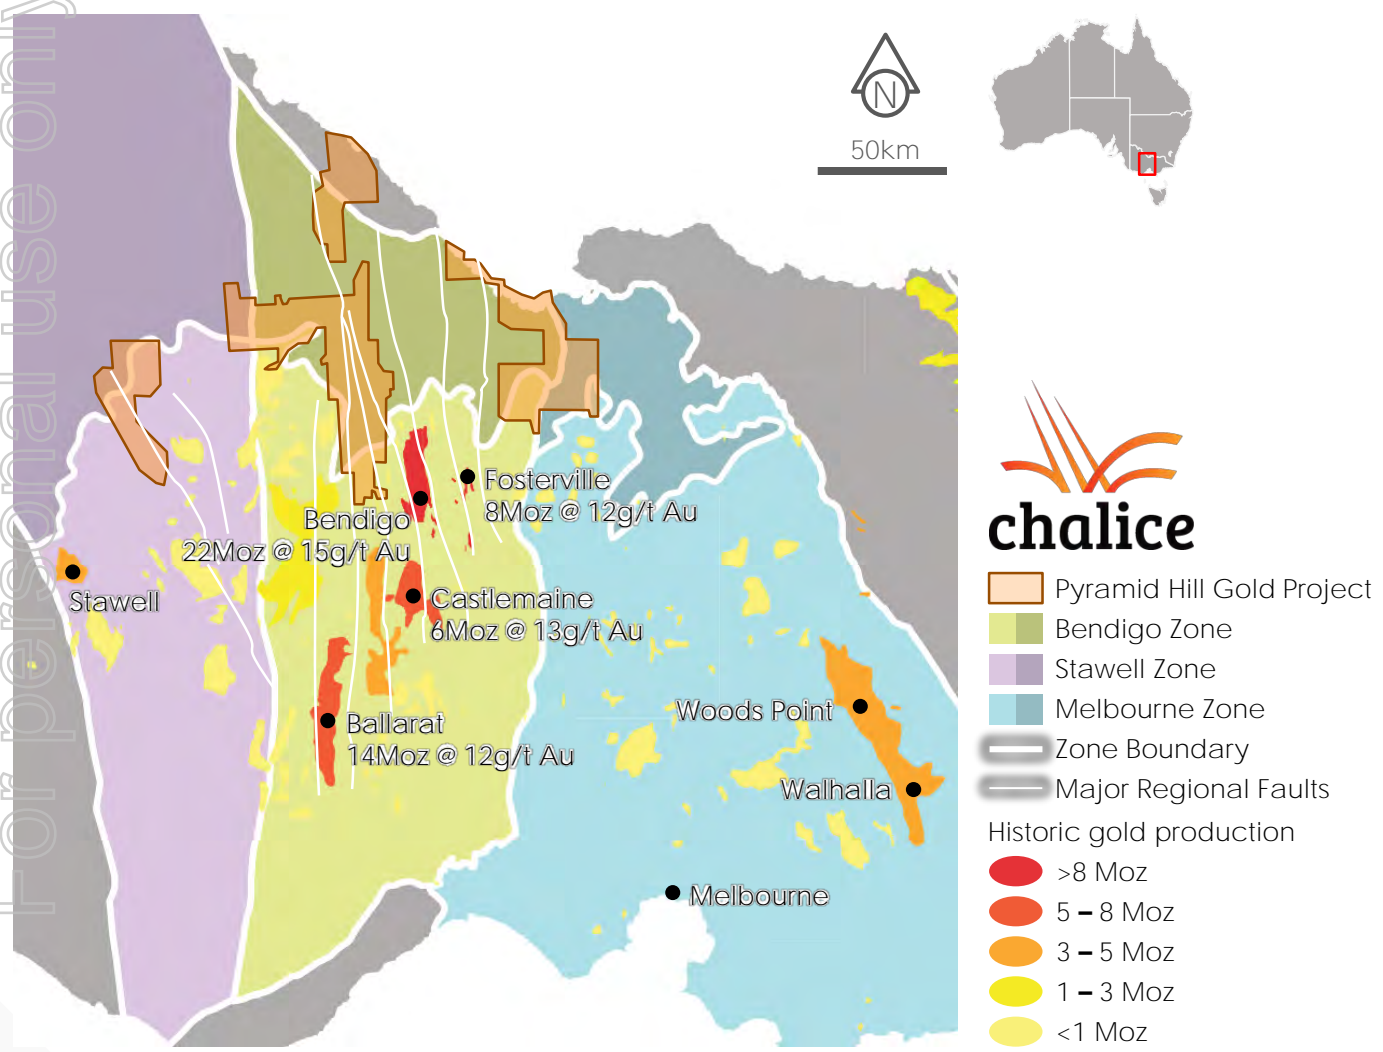 For personal use only
N
50km
Fosterville
8Moz @ 12g/t Au
Bendigo
22Moz @ 15g/t Au
Stawell
Castlemaine
6Moz @ 13g/t Au
Woods Point
Ballarat
14Moz @ 12g/t Au
Walhalla
Melbourne
chalice
Pyramid Hill Gold Project
Bendigo Zone
Stawell Zone
Melbourne Zone
Zone Boundary
Major Regional Faults
Historic gold production
>8 Moz
5 – 8 Moz
3 – 5 Moz
1 – 3 Moz
<1 Moz